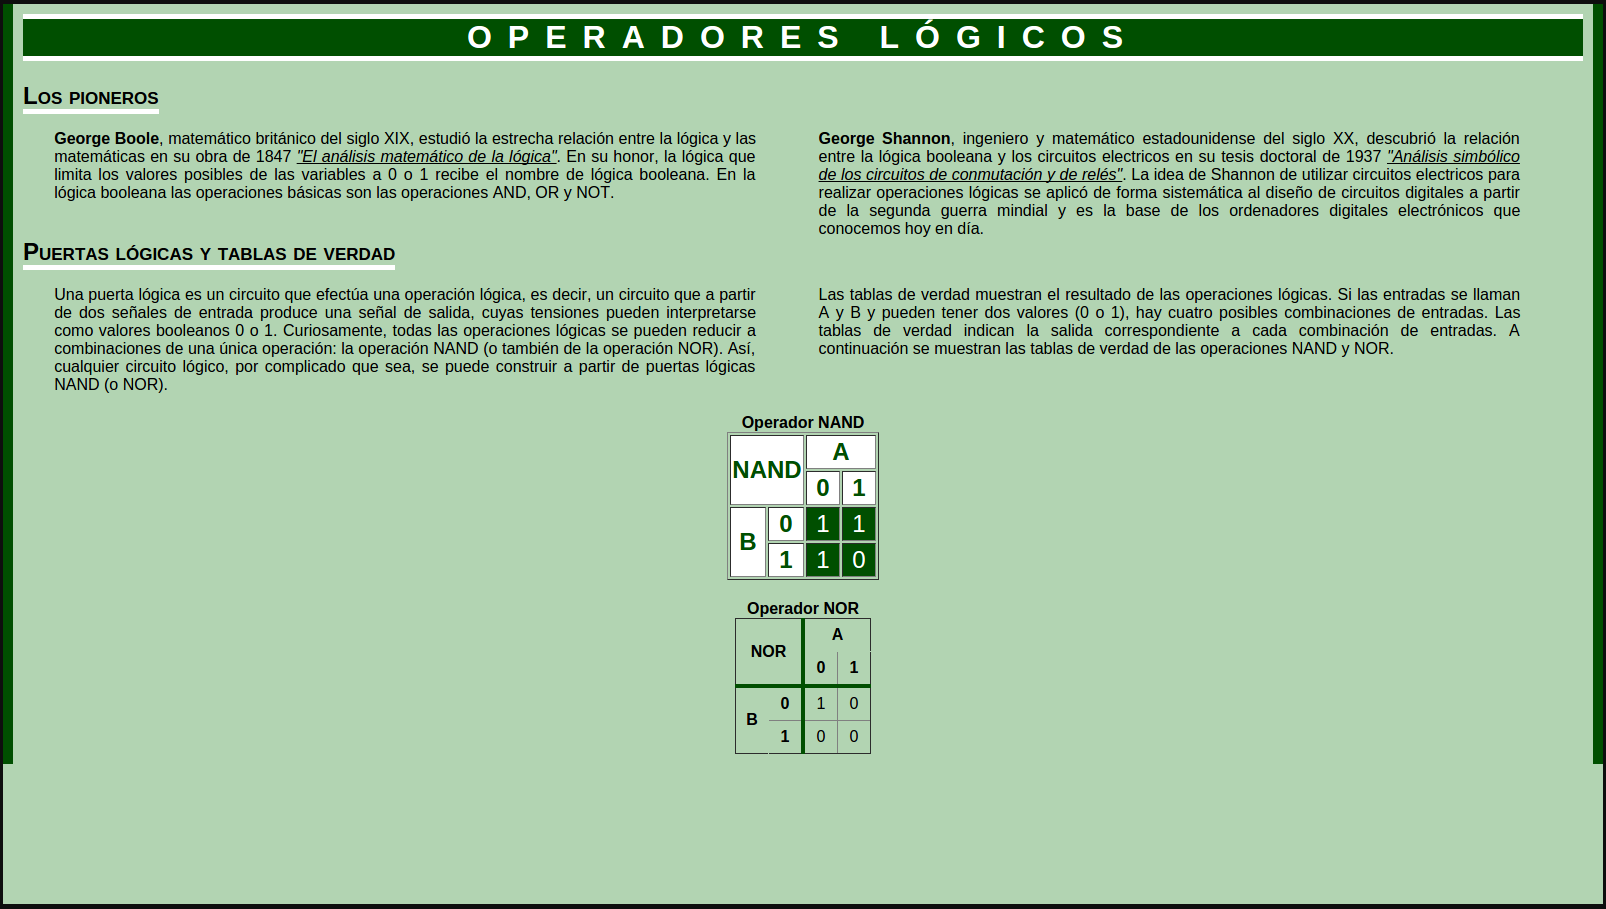 OPERADORES LÓGICOS
LOS PIONEROS
George Boole, matemático británico del siglo XIX, estudió la estrecha relación entre la lógica y las
matemáticas en su obra de 1847 "El análisis matemático de la lógica". En su honor, la lógica que
limita los valores posibles de las variables a 0 o 1 recibe el nombre de lógica booleana. En la
lógica booleana las operaciones básicas son las operaciones AND, OR y NOT.
George Shannon, ingeniero y matemático estadounidense del siglo XX, descubrió la relación
entre la lógica booleana y los circuitos electricos en su tesis doctoral de 1937 "Análisis simbólico
de los circuitos de conmutación y de relés". La idea de Shannon de utilizar circuitos electricos para
realizar operaciones lógicas se aplicó de forma sistemática al diseño de circuitos digitales a partir
de la segunda guerra mindial y es la base de los ordenadores digitales electrónicos que
conocemos hoy en día.
PUERTAS LÓGICAS Y TABLAS DE VERDAD
Una puerta lógica es un circuito que efectúa una operación lógica, es decir, un circuito que a partir
de dos señales de entrada produce una señal de salida, cuyas tensiones pueden interpretarse
como valores booleanos 0 o 1. Curiosamente, todas las operaciones lógicas se pueden reducir a
combinaciones de una única operación: la operación NAND (o también de la operación NOR). Así,
cualquier circuito lógico, por complicado que sea, se puede construir a partir de puertas lógicas
NAND (o NOR).
Las tablas de verdad muestran el resultado de las operaciones lógicas. Si las entradas se llaman
A y B y pueden tener dos valores (0 o 1), hay cuatro posibles combinaciones de entradas. Las
tablas de verdad indican la salida correspondiente a cada combinación de entradas. A
continuación se muestran las tablas de verdad de las operaciones NAND y NOR.
Operador NAND
NAND A
0 1
B 0 1 1
1 1 0
Operador NOR
NOR A
0 1
B 0 1 0
1 0 0